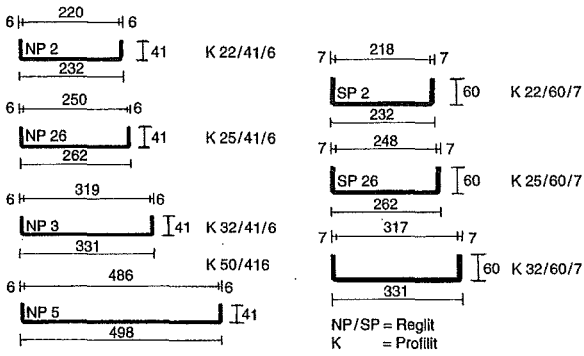 6 220 6
NP 2 41 K 22/41/6
232
6 250 6
NP 26 41 K 25/41/6
262
6 319 6
NP 3 41 K 32/41/6
331
K 50/416
6 486 6
NP 5 41
498
7 218 7
SP 2 60 K 22/60/7
232
7 248 7
SP 26 60 K 25/60/7
262
7 317 7
60 K 32/60/7
331
NP/SP = Reglit
K = Profilit